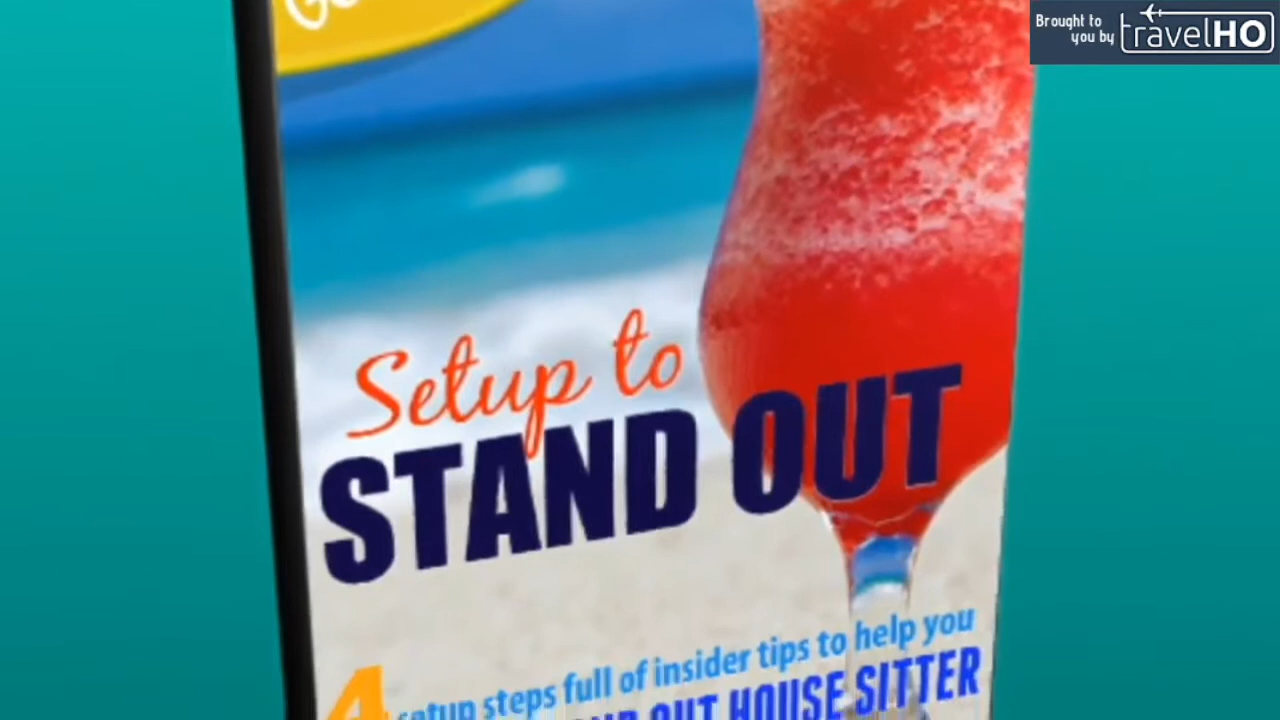 Brought to
you by travelHO
Setup to
STAND OUT
4 setup steps full of insider tips to help you
OUT HOUSE SITTER